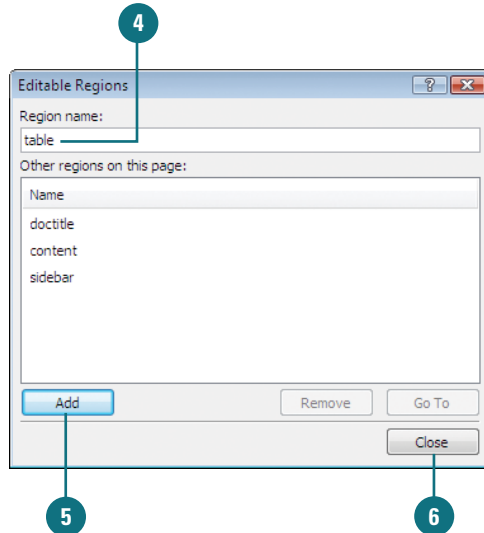 4
Editable Regions
?
Region name:
table
Other regions on this page:
Name
doctitle
content
sidebar
Add Remove Go To
Close
5 6